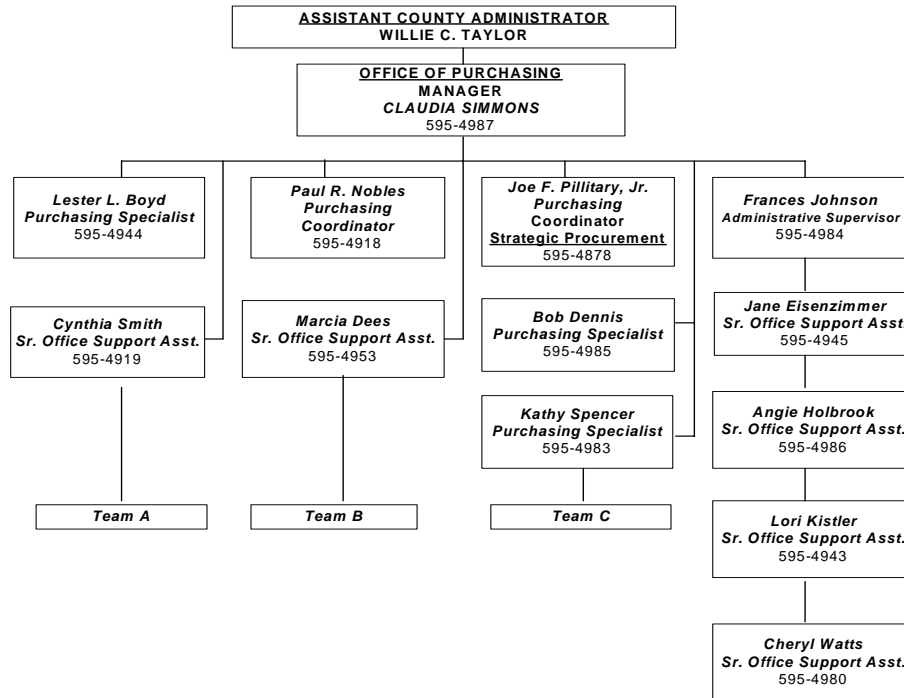 ASSISTANT COUNTY ADMINISTRATOR
WILLIE C. TAYLOR
OFFICE OF PURCHASING
MANAGER
CLAUDIA SIMMONS
595-4987
Lester L. Boyd
Purchasing Specialist
595-4944
Paul R. Nobles
Purchasing
Coordinator
595-4918
Joe F. Pillitary, Jr.
Purchasing
Coordinator
Strategic Procurement
595-4878
Frances Johnson
Administrative Supervisor
595-4984
Cynthia Smith
Sr. Office Support Asst.
595-4919
Marcia Dees
Sr. Office Support Asst.
595-4953
Bob Dennis
Purchasing Specialist
595-4985
Jane Eisenzimmer
Sr. Office Support Asst.
595-4945
Kathy Spencer
Purchasing Specialist
595-4983
Angie Holbrook
Sr. Office Support Asst.
595-4986
Team A
Team B
Team C
Lori Kistler
Sr. Office Support Asst.
595-4943
Cheryl Watts
Sr. Office Support Asst.
595-4980